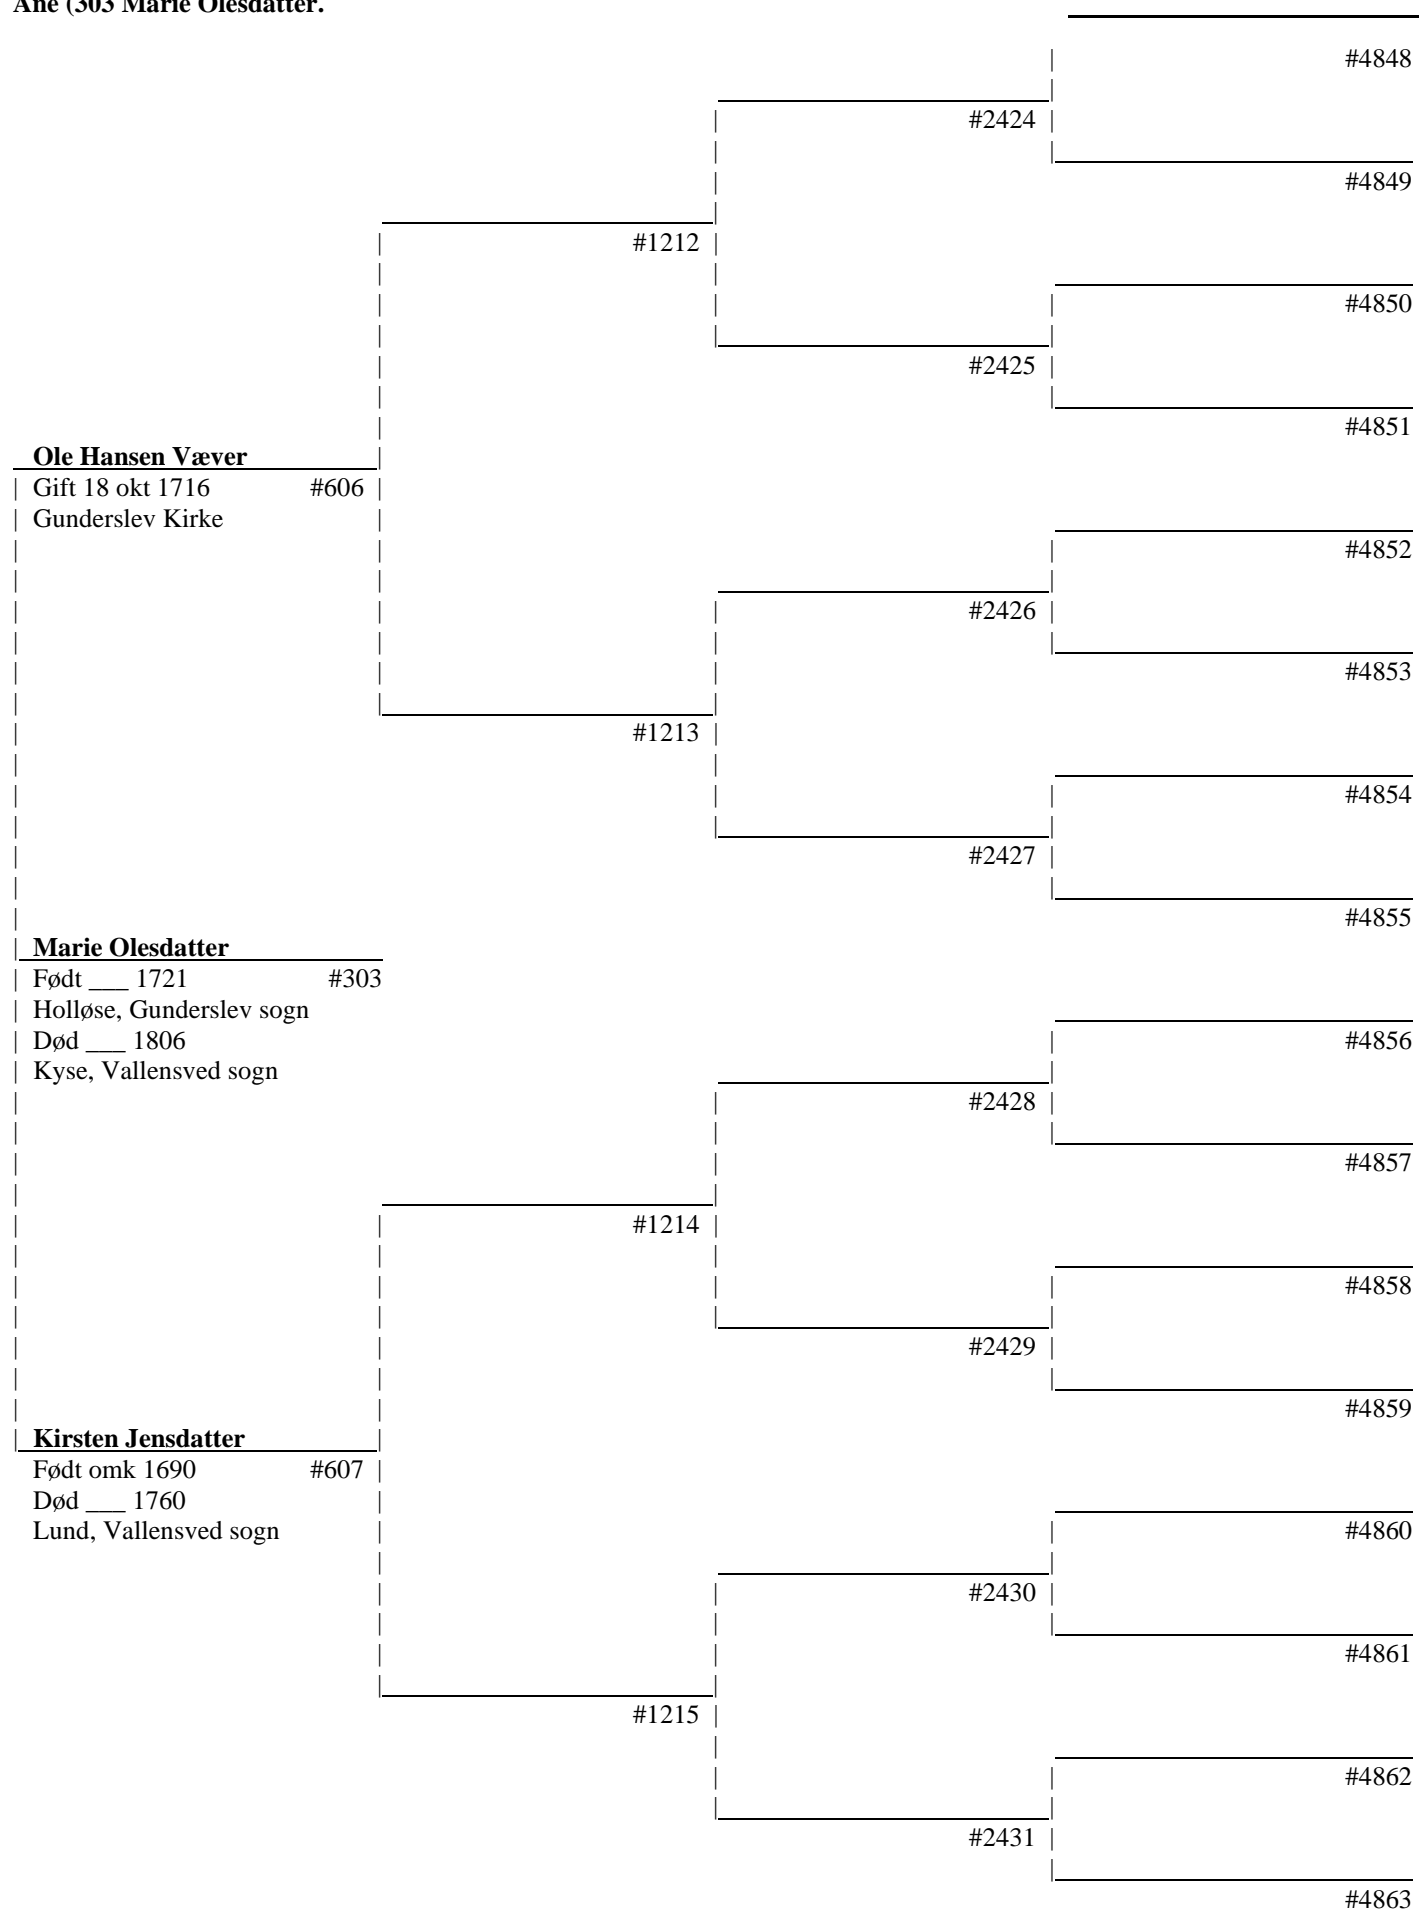 Ane (303 Marie Olesdatter.
#4848
#2424
#4849
#1212
#4850
#2425
#4851
Ole Hansen Væver
Gift 18 okt 1716 #606
Gunderslev Kirke
#4852
#2426
#4853
#1213
#4854
#2427
#4855
Marie Olesdatter
Født ___ 1721 #303
Holløse, Gunderslev sogn
Død ___ 1806
#4856
Kyse, Vallensved sogn
#2428
#4857
#1214
#4858
#2429
#4859
Kirsten Jensdatter
Født omk 1690 #607
Død ___ 1760
Lund, Vallensved sogn
#4860
#2430
#4861
#1215
#4862
#2431
#4863